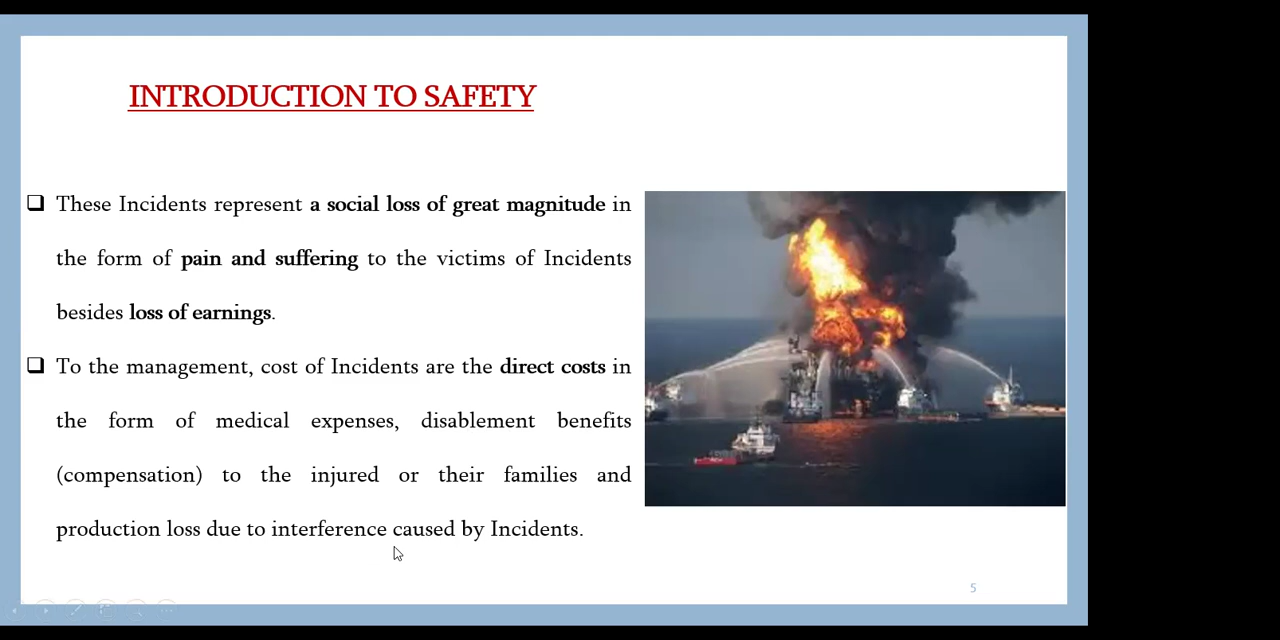 INTRODUCTION TO SAFETY
These Incidents represent a social loss of great magnitude in
the form of pain and suffering to the victims of Incidents
besides loss of earnings.
To the management, cost of Incidents are the direct costs in
the form of medical expenses, disablement benefits
(compensation) to the injured or their families and
production loss due to interference caused by Incidents.
5